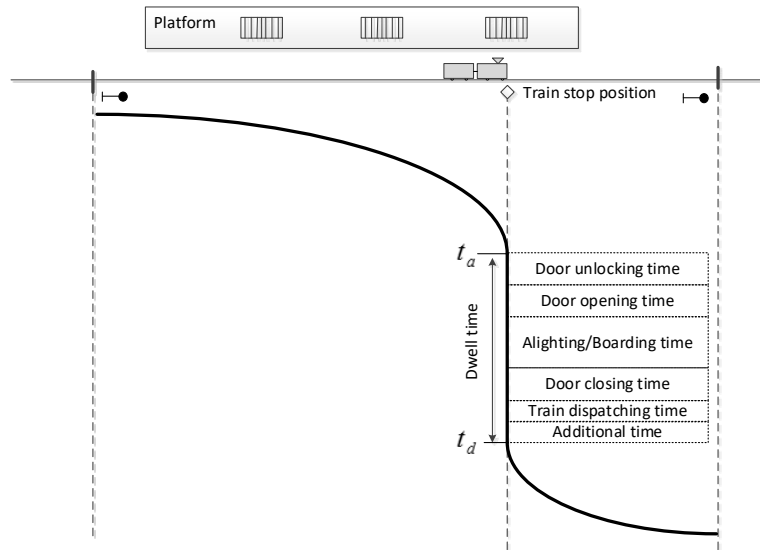 Platform
Train stop position
t_a
Door unlocking time
Door opening time
Alighting/Boarding time
Dwell time
Door closing time
Train dispatching time
Additional time
t_d